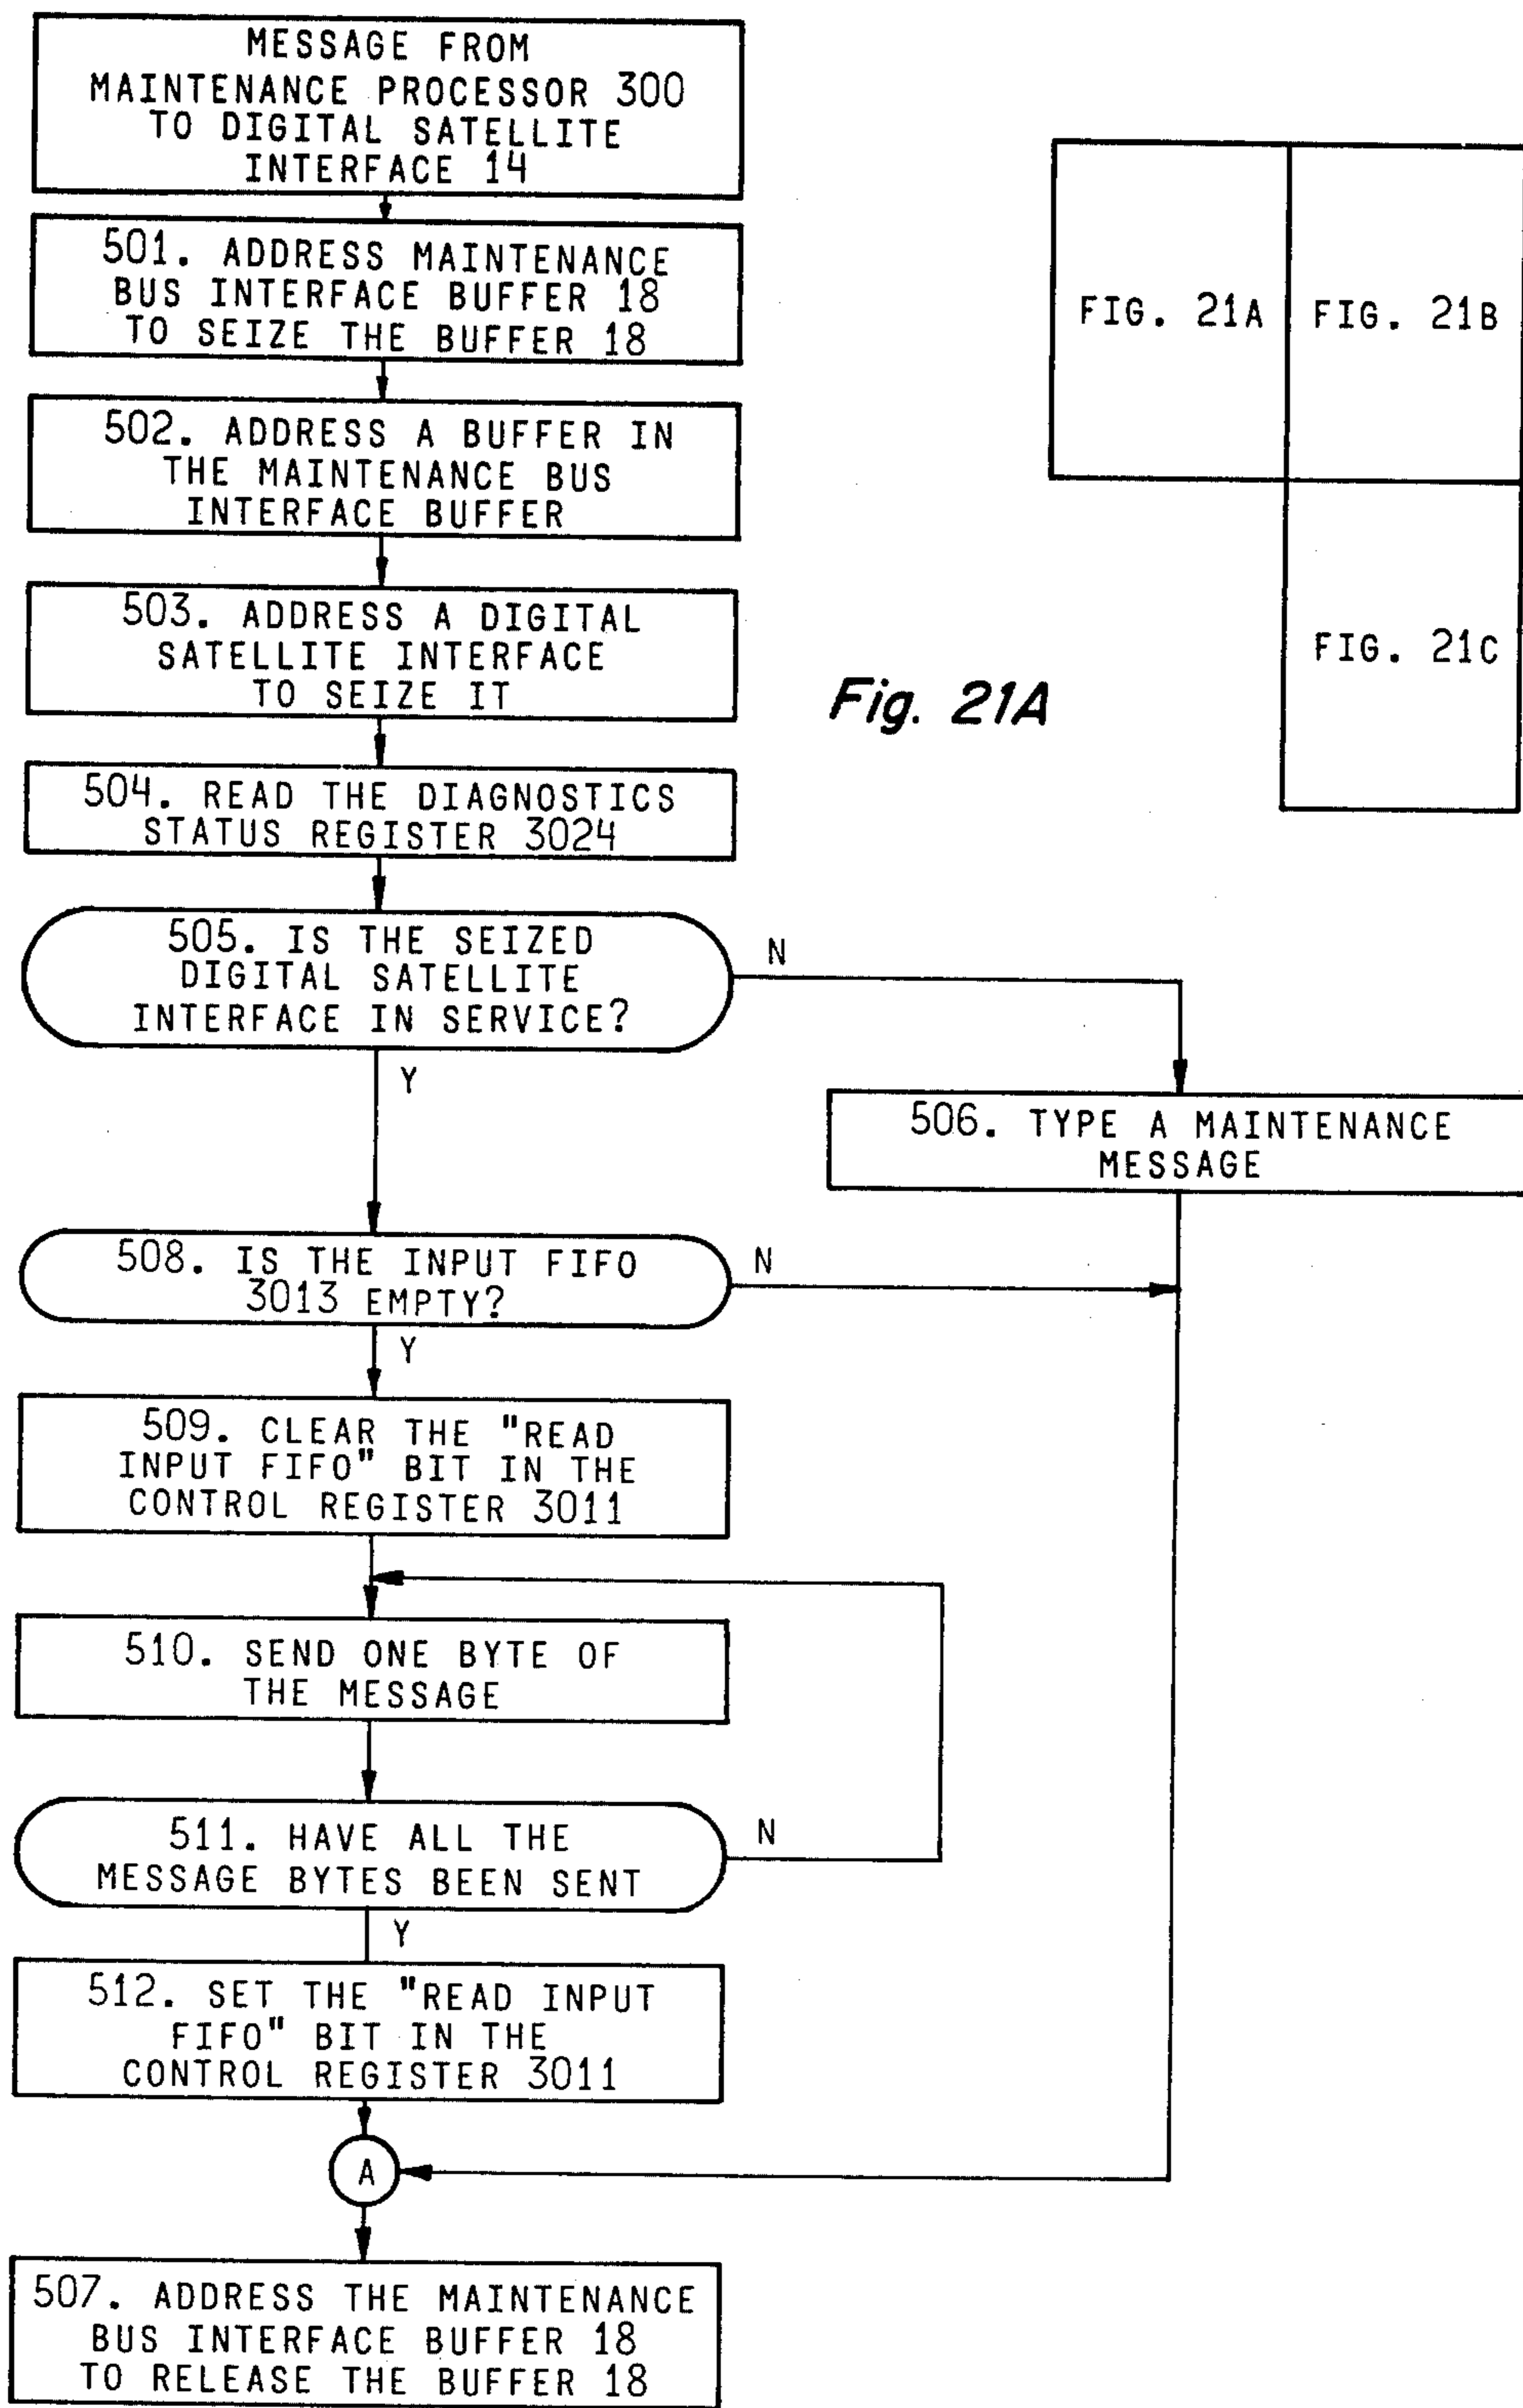 MESSAGE FROM
MAINTENANCE PROCESSOR 300
TO DIGITAL SATELLITE
INTERFACE 14
501. ADDRESS MAINTENANCE
BUS INTERFACE BUFFER 18
TO SEIZE THE BUFFER 18
502. ADDRESS A BUFFER IN
THE MAINTENANCE BUS
INTERFACE BUFFER
503. ADDRESS A DIGITAL
SATELLITE INTERFACE
TO SEIZE IT
504. READ THE DIAGNOSTICS
STATUS REGISTER 3024
505. IS THE SEIZED
DIGITAL SATELLITE
INTERFACE IN SERVICE?
N
Y
506. TYPE A MAINTENANCE
MESSAGE
508. IS THE INPUT FIFO
3013 EMPTY?
N
Y
509. CLEAR THE "READ
INPUT FIFO" BIT IN THE
CONTROL REGISTER 3011
510. SEND ONE BYTE OF
THE MESSAGE
511. HAVE ALL THE
MESSAGE BYTES BEEN SENT
N
Y
512. SET THE "READ INPUT
FIFO" BIT IN THE
CONTROL REGISTER 3011
A
507. ADDRESS THE MAINTENANCE
BUS INTERFACE BUFFER 18
TO RELEASE THE BUFFER 18
FIG. 21A
FIG. 21B
FIG. 21C
Fig. 21A